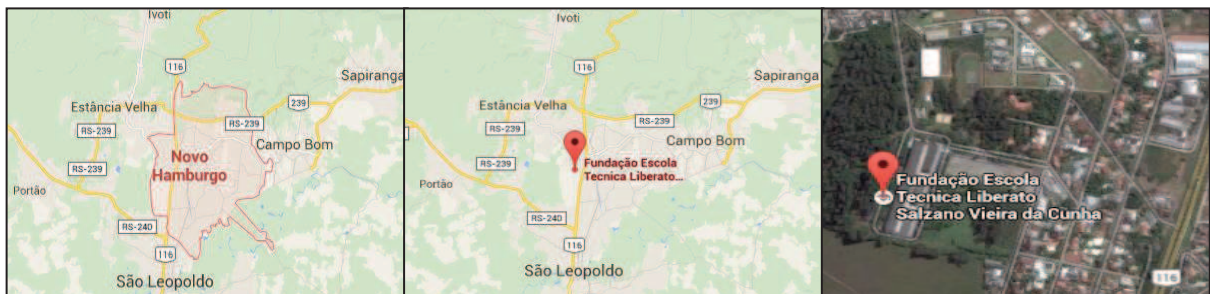 Ivoti
116
Sapiranga
Estância Velha
239
RS-239
RS-239
Campo Bom
Novo
Hamburgo
RS-239
Portão
RS-240
116
São Leopoldo
Ivoti
116
Sapiranga
Estância Velha
239
RS-239
RS-239
Campo Bom
Fundação Escola
Tecnica Liberato...
RS-239
Portão
RS-240
116
São Leopoldo
Fundação Escola
Tecnica Liberato
Salzano Vieira da Cunha
116